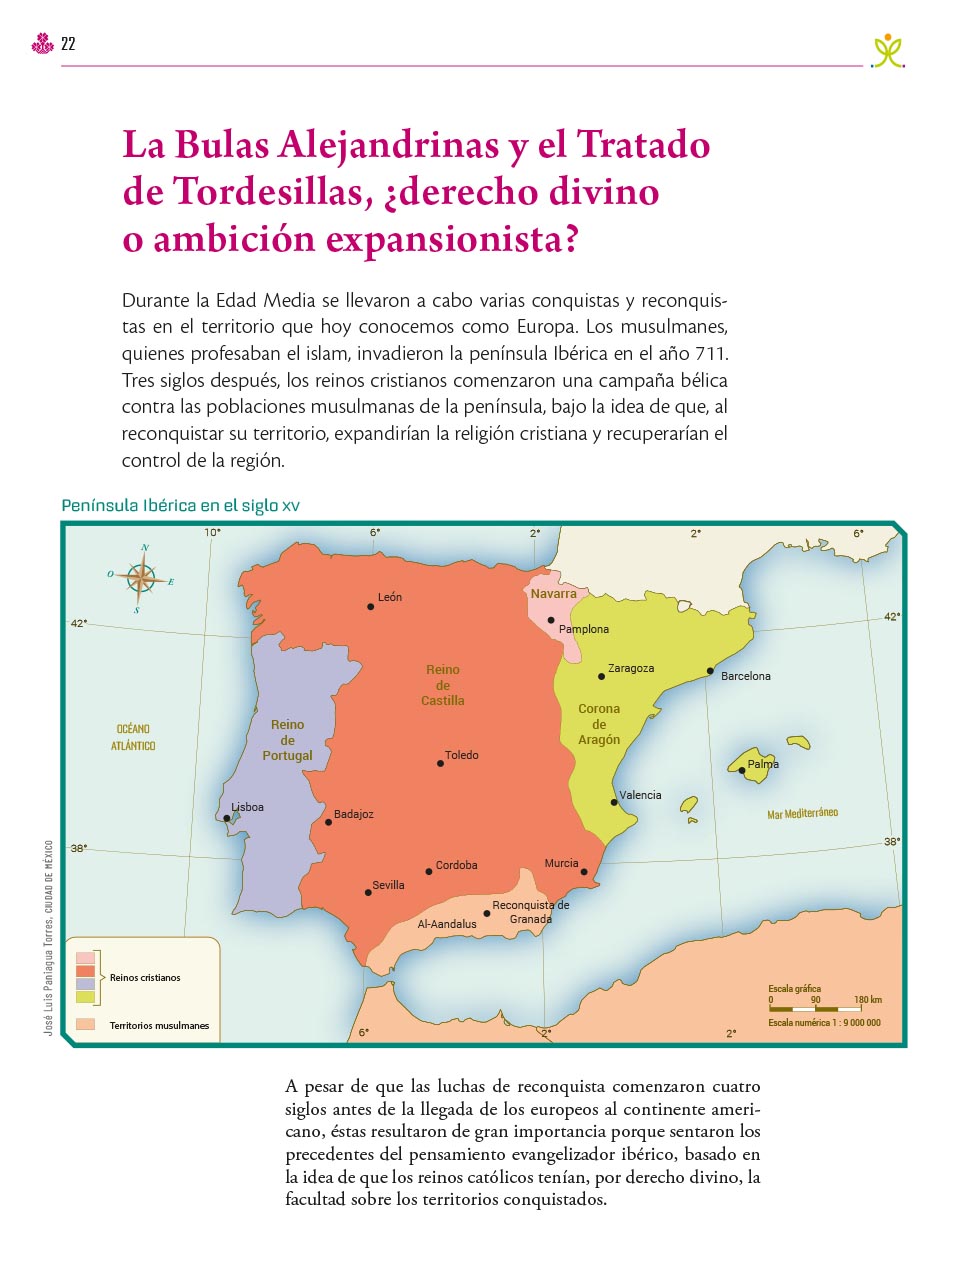 22
La Bulas Alejandrinas y el Tratado
de Tordesillas, ¿derecho divino
o ambición expansionista?
Durante la Edad Media se llevaron a cabo varias conquistas y reconquis-
tas en el territorio que hoy conocemos como Europa. Los musulmanes,
quienes profesaban el islam, invadieron la península Ibérica en el año 711.
Tres siglos después, los reinos cristianos comenzaron una campaña bélica
contra las poblaciones musulmanas de la península, bajo la idea de que, al
reconquistar su territorio, expandirían la religión cristiana y recuperarían el
control de la región.
Península Ibérica en el siglo XV
10°
6°
2°
2°
6°
N
O
E
S
42°
42°
León
Navarra
Pamplona
Zaragoza
Barcelona
Reino
de
Castilla
Corona
de
Aragón
Reino
de
Portugal
OCÉANO
ATLÁNTICO
Toledo
Palma
Lisboa
Badajoz
Valencia
Mar Mediterráneo
38°
38°
Cordoba
Murcia
Sevilla
Reconquista de
Granada
Al-Aandalus
Reinos cristianos
Territorios musulmanes
6°
2°
2°
Escala gráfica
0 90 180 km
Escala numérica 1 : 9 000 000
José Luis Paniagua Torres, CIUDAD DE MÉXICO
A pesar de que las luchas de reconquista comenzaron cuatro
siglos antes de la llegada de los europeos al continente ameri-
cano, éstas resultaron de gran importancia porque sentaron los
precedentes del pensamiento evangelizador ibérico, basado en
la idea de que los reinos católicos tenían, por derecho divino, la
facultad sobre los territorios conquistados.